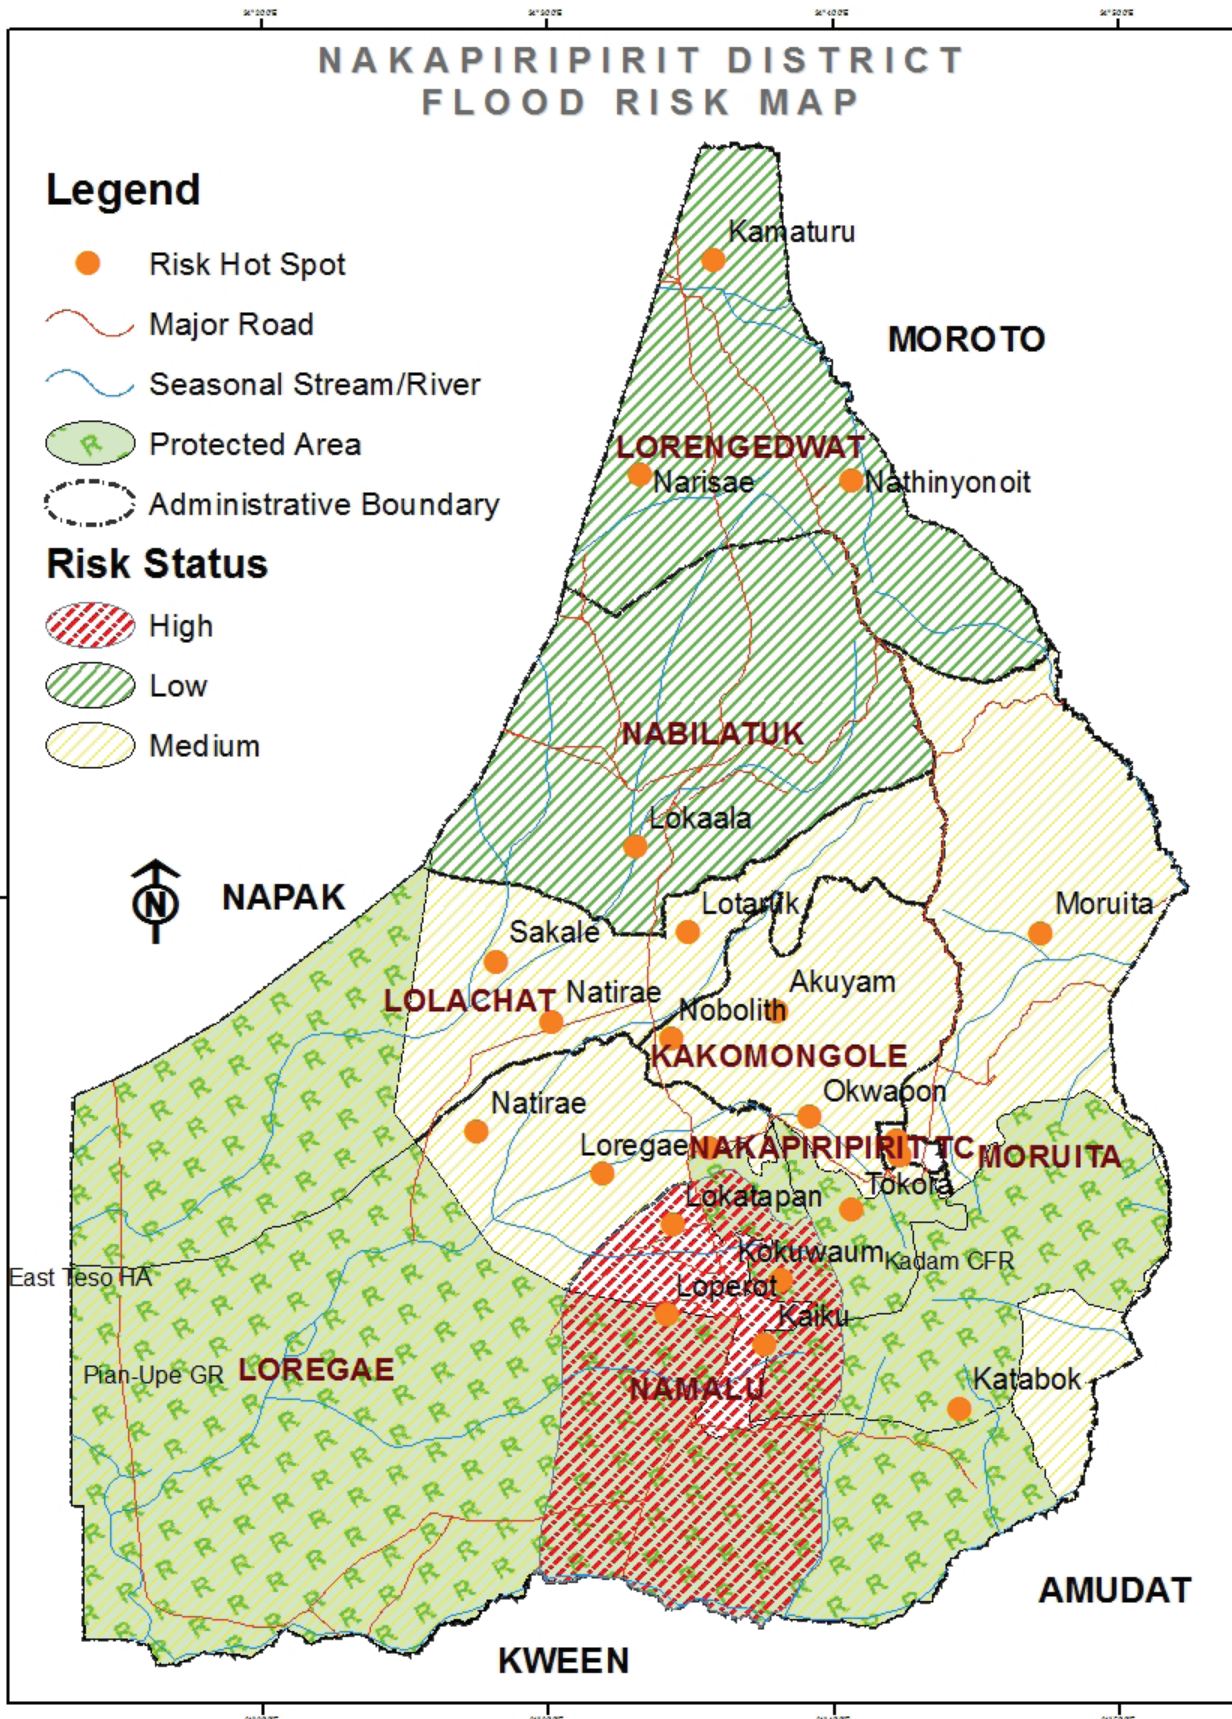 NAKAPIRIPIRIT DISTRICT
FLOOD RISK MAP
Legend
Risk Hot Spot
Major Road
Seasonal Stream/River
R
Protected Area
Administrative Boundary
Risk Status
High
Low
Medium
Kamaturu
MOROTO
LORENGEDWAT
Narisae
Nathinyonoit
NABILATUK
Lokaala
N
NAPAK
Lotaruk
Moruita
Sakale
Akuyam
LOLACHAT
Natirae
Nobolith
KAKOMONGOLE
Okwapon
Natirae
Loregae
NAKAPIRIPIRIT TC
MORUITA
Tokora
Lokatapan
Kokuwaum
Kadam CFR
East Teso HA
Loperot
Kaiku
Pian-Upe GR
LOREGAE
NAMALU
Katabok
AMUDAT
KWEEN